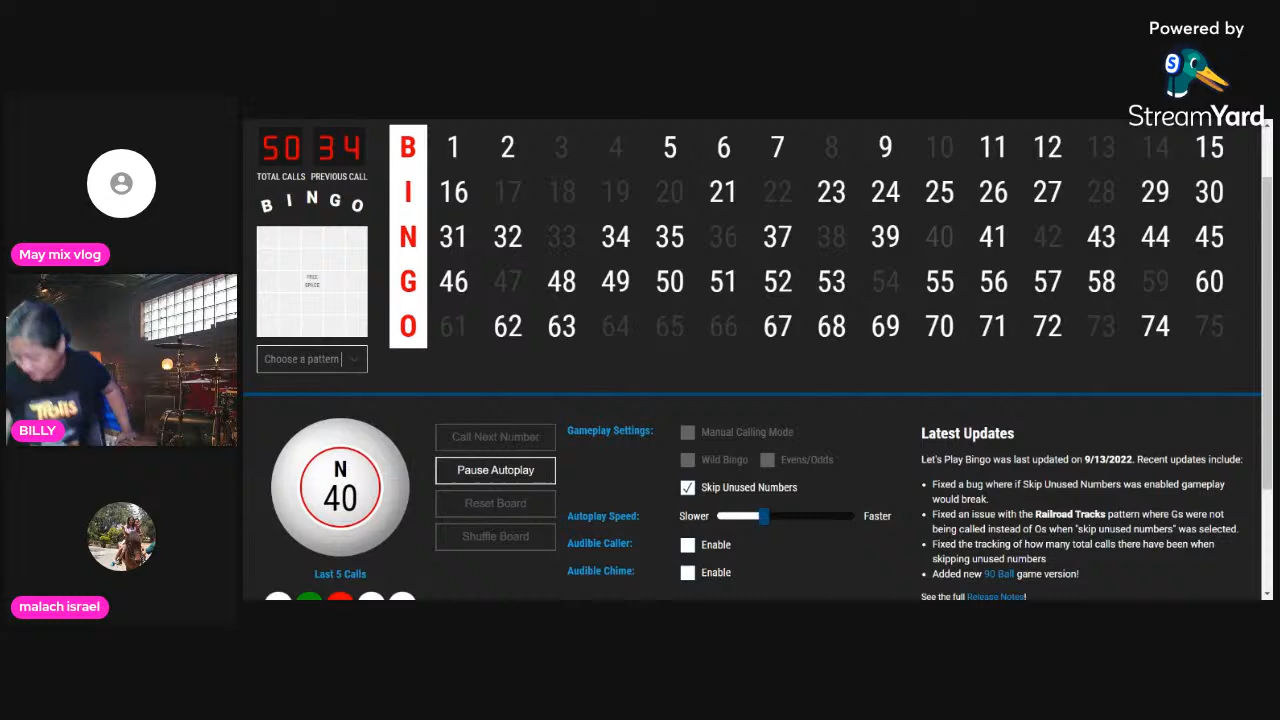 Powered by
StreamYard
May mix vlog
BILLY
Trolls
malach israel
50 34
TOTAL CALLS PREVIOUS CALL
B I N G O
FREE
SPACE
Choose a pattern
B 1 2 3 4 5 6 7 8 9 10 11 12 13 14 15
I 16 17 18 19 20 21 22 23 24 25 26 27 28 29 30
N 31 32 33 34 35 36 37 38 39 40 41 42 43 44 45
G 46 47 48 49 50 51 52 53 54 55 56 57 58 59 60
O 61 62 63 64 65 66 67 68 69 70 71 72 73 74 75
N
40
Last 5 Calls
Call Next Number
Pause Autoplay
Reset Board
Shuffle Board
Gameplay Settings:
Manual Calling Mode
Wild Bingo Evens/Odds
Skip Unused Numbers
Autoplay Speed: Slower Faster
Audible Caller: Enable
Audible Chime: Enable
Latest Updates
Let's Play Bingo was last updated on 9/13/2022. Recent updates include:
• Fixed a bug where if Skip Unused Numbers was enabled gameplay
would break.
• Fixed an issue with the Railroad Tracks pattern where Gs were not
being called instead of Os when "skip unused numbers" was selected.
• Fixed the tracking of how many total calls there have been when
skipping unused numbers
• Added new 90 Ball game version!
See the full Release Notes!